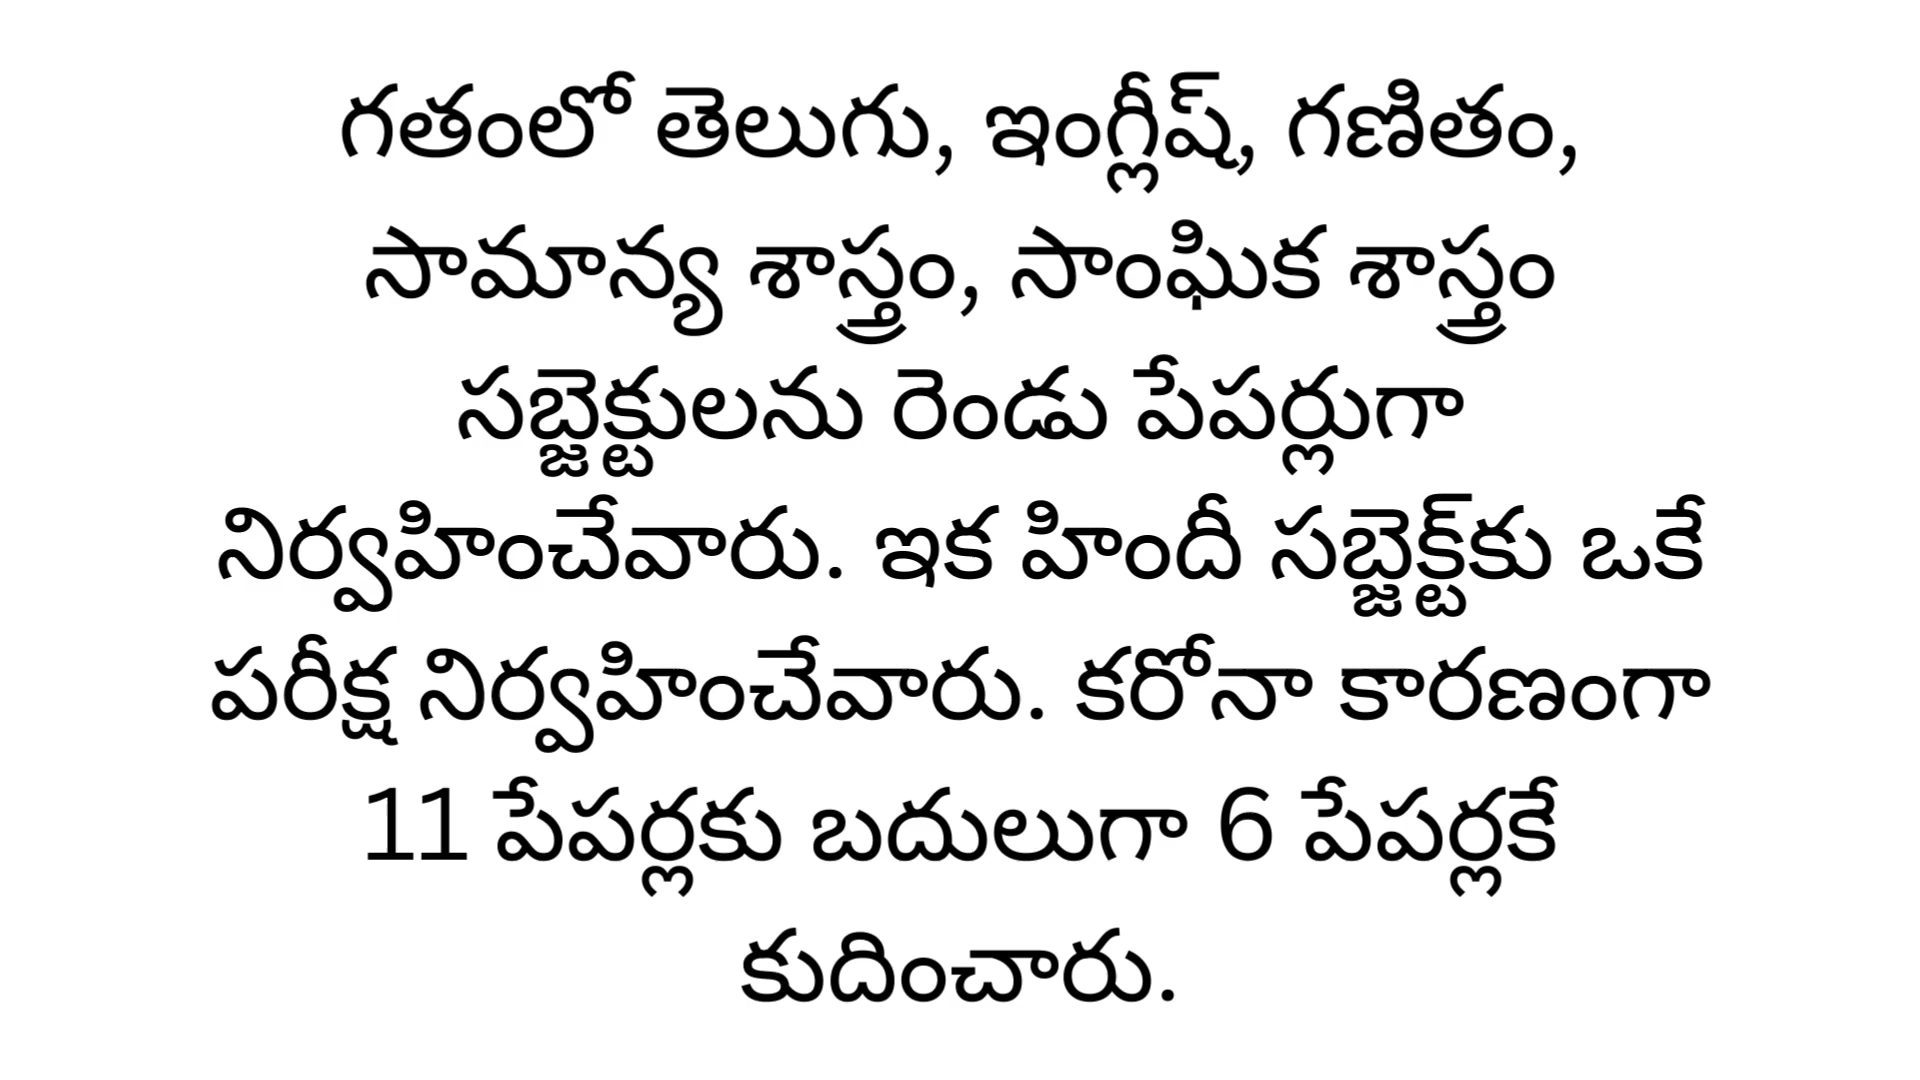 గతంలో తెలుగు, ఇంగ్లీష్, గణితం,
సామాన్య శాస్త్రం, సాంఘిక శాస్త్రం
సబ్జెక్టులను రెండు పేపర్లుగా
నిర్వహించేవారు. ఇక హిందీ సబ్జెక్ట్‌కు ఒకే
పరీక్ష నిర్వహించేవారు. కరోనా కారణంగా
11 పేపర్లకు బదులుగా 6 పేపర్లకే
కుదించారు.